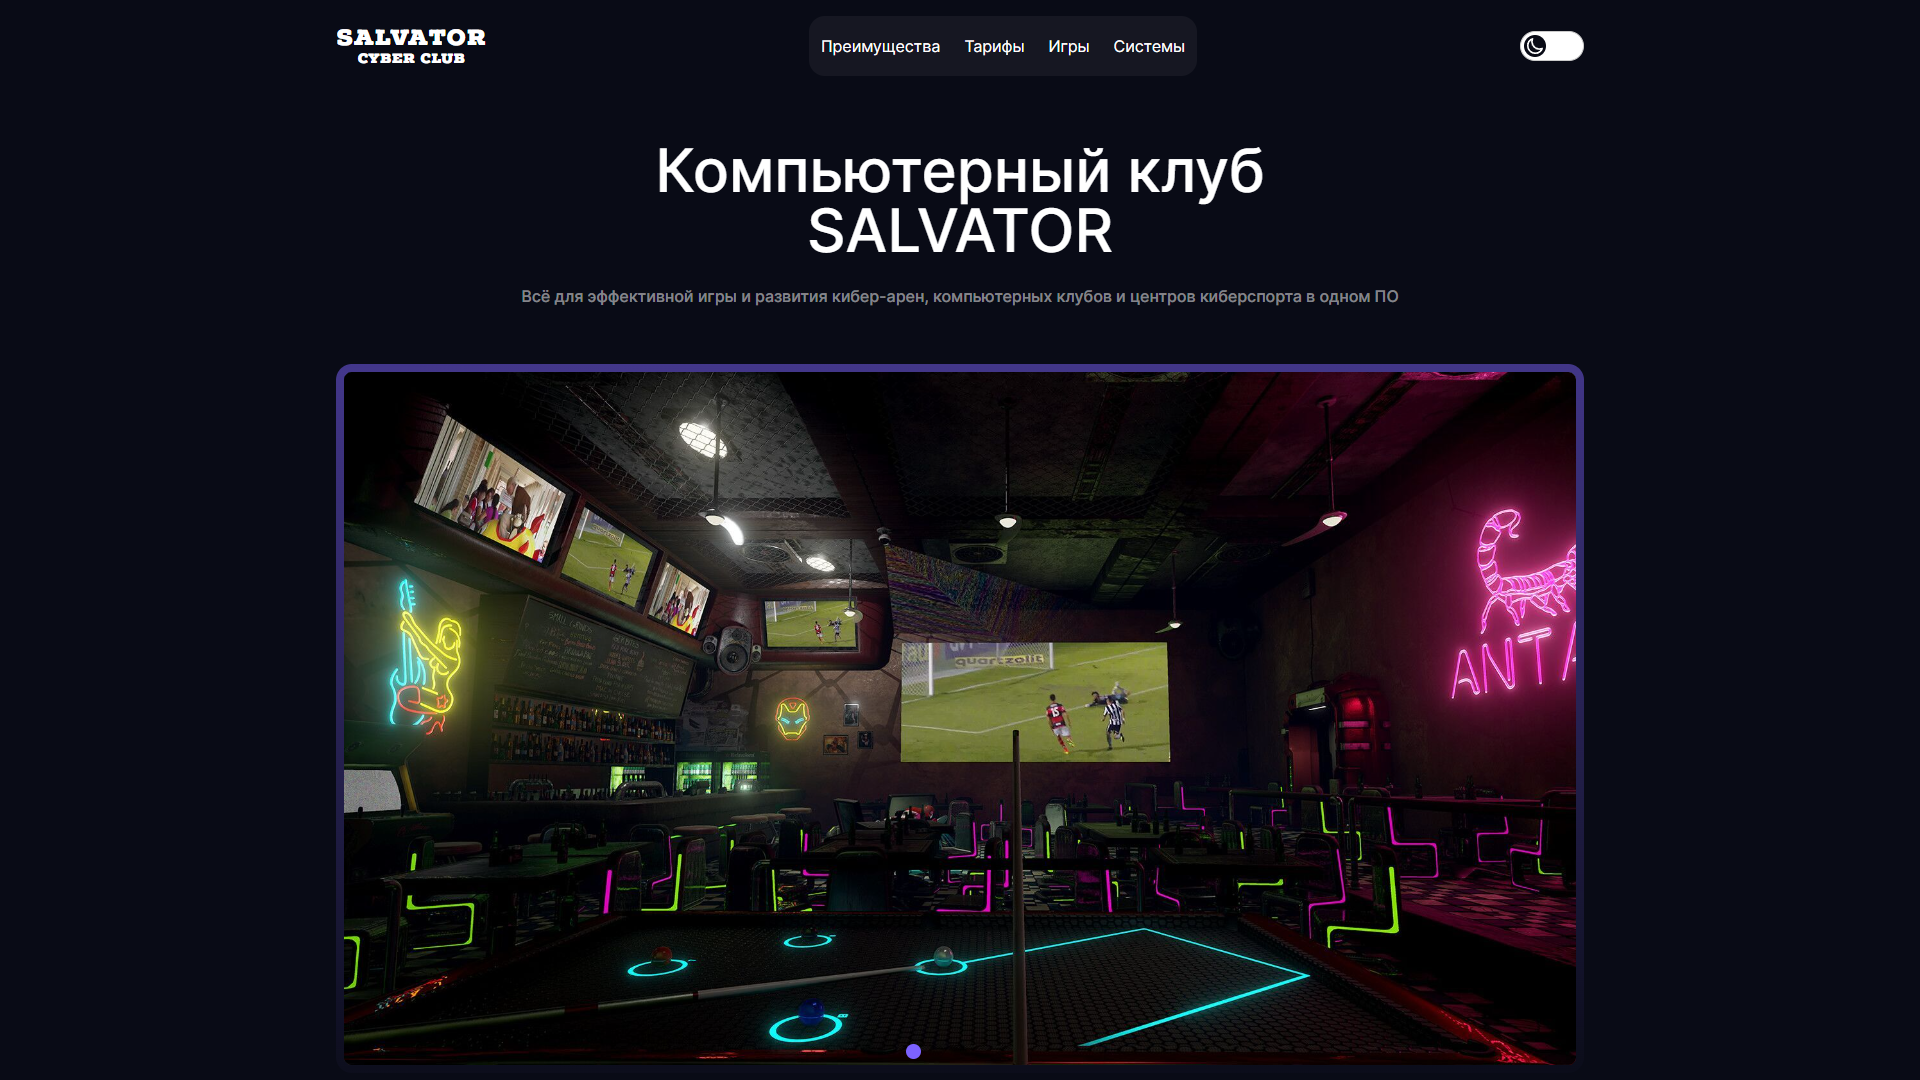 SALVATOR
CYBER CLUB
Преимущества
Тарифы
Игры
Системы
Компьютерный клуб
SALVATOR
Всё для эффективной игры и развития кибер-арен, компьютерных клубов и центров киберспорта в одном ПО
quartzolit
ANTA